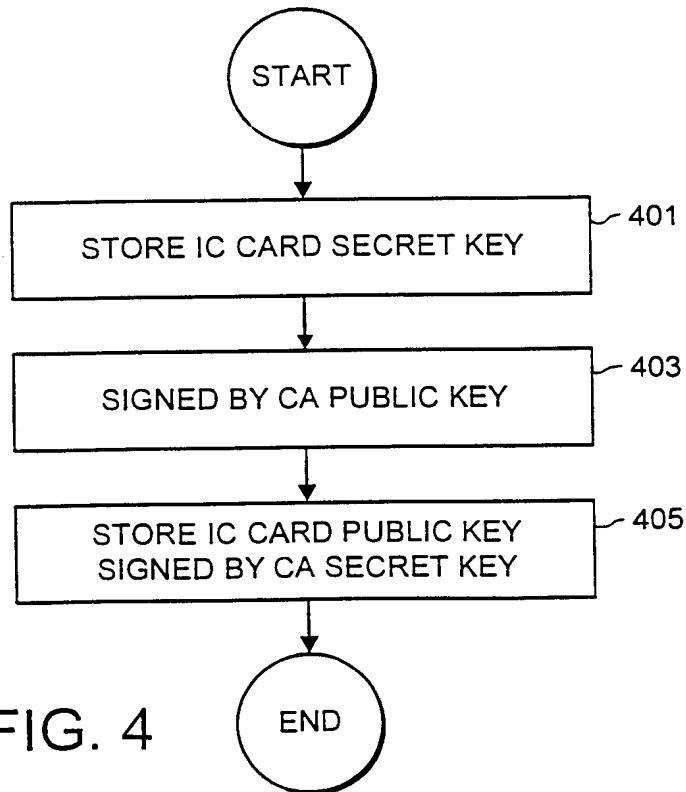 START
STORE IC CARD SECRET KEY
401
SIGNED BY CA PUBLIC KEY
403
STORE IC CARD PUBLIC KEY
SIGNED BY CA SECRET KEY
405
END
FIG. 4